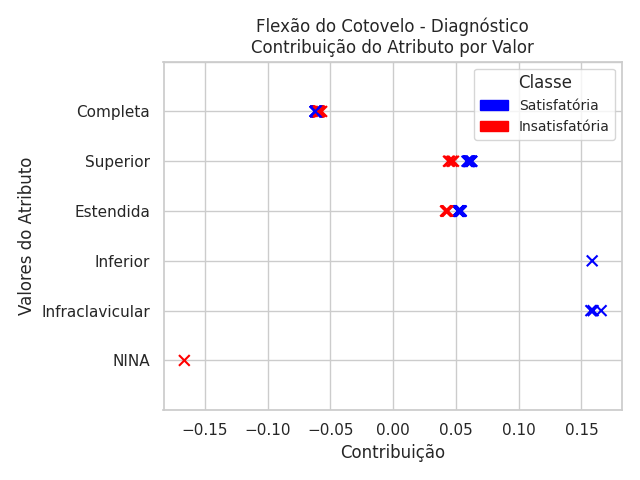 Flexão do Cotovelo - Diagnóstico
Contribuição do Atributo por Valor
Classe
Satisfatória
Insatisfatória
Valores do Atributo
Completa
Superior
Estendida
Inferior
Infraclavicular
NINA
−0.15 −0.10 −0.05 0.00 0.05 0.10 0.15
Contribuição